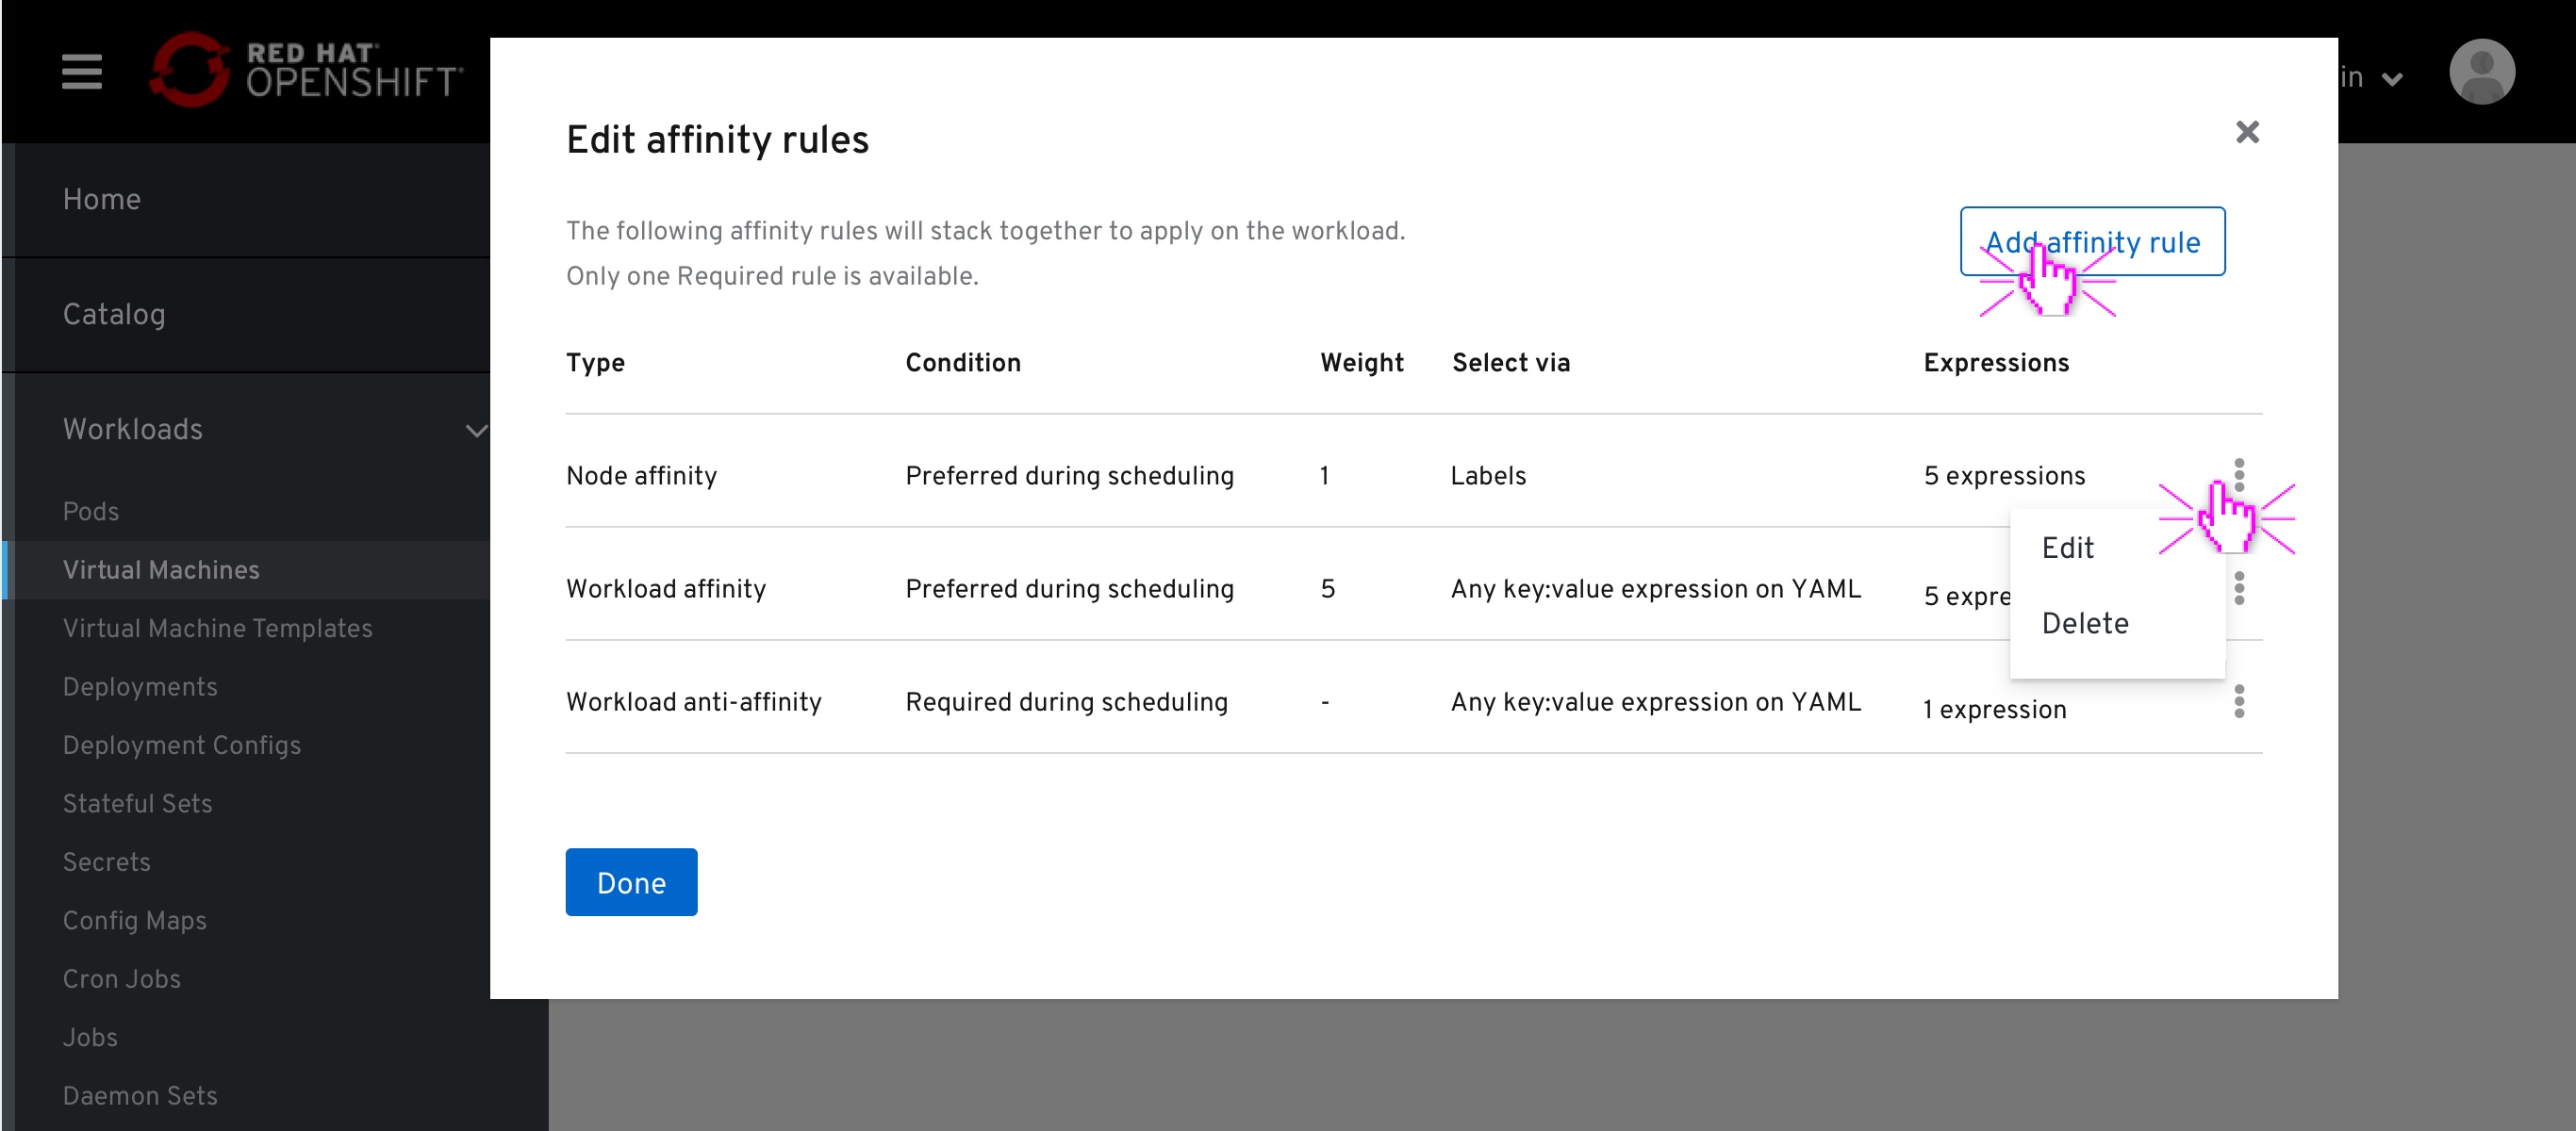 RED HAT
OPENSHIFT
in
Home
Catalog
Workloads
Pods
Virtual Machines
Virtual Machine Templates
Deployments
Deployment Configs
Stateful Sets
Secrets
Config Maps
Cron Jobs
Jobs
Daemon Sets
Edit affinity rules
The following affinity rules will stack together to apply on the workload.
Only one Required rule is available.
Add affinity rule
Type Condition Weight Select via Expressions
Node affinity Preferred during scheduling 1 Labels 5 expressions
Workload affinity Preferred during scheduling 5 Any key:value expression on YAML 5 expre
Workload anti-affinity Required during scheduling - Any key:value expression on YAML 1 expression
Edit
Delete
Done